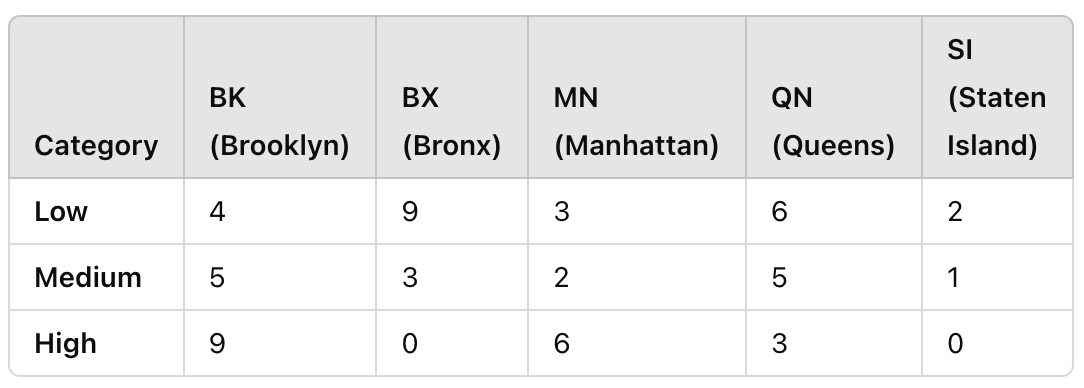 Category BK (Brooklyn) BX (Bronx) MN (Manhattan) QN (Queens) SI (Staten Island)
Low 4 9 3 6 2
Medium 5 3 2 5 1
High 9 0 6 3 0